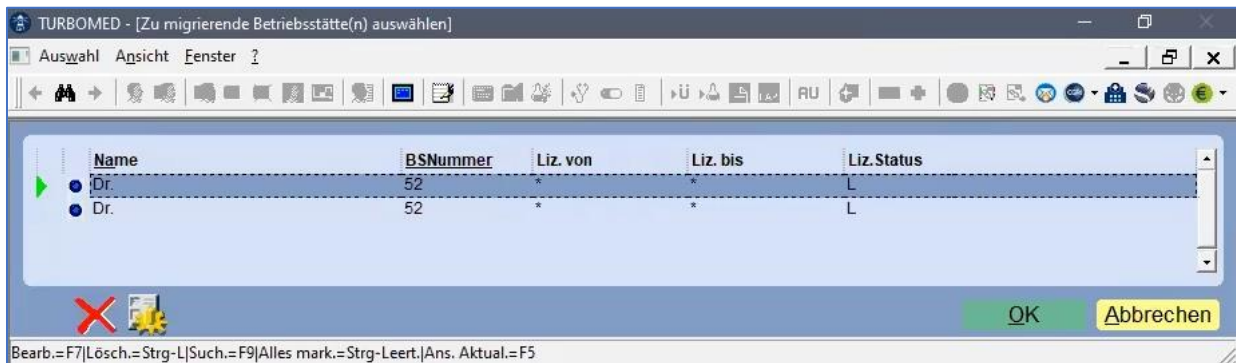 TURBOMED - [Zu migrierende Betriebsstätte(n) auswählen]
Auswahl Ansicht Fenster ?
AU
Name BSNummer Liz. von Liz. bis Liz.Status
Dr. 52 * * L
Dr. 52 * * L
OK Abbrechen
Bearb.=F7|Lösch.=Strg-L|Such.=F9|Alles mark.=Strg-Leert.|Ans. Aktual.=F5